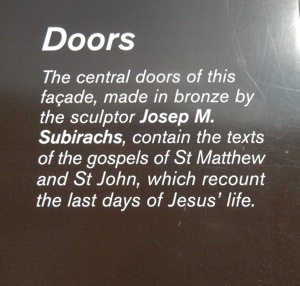 Doors
The central doors of this
façade, made in bronze by
the sculptor Josep M.
Subirachs, contain the texts
of the gospels of St Matthew
and St John, which recount
the last days of Jesus' life.